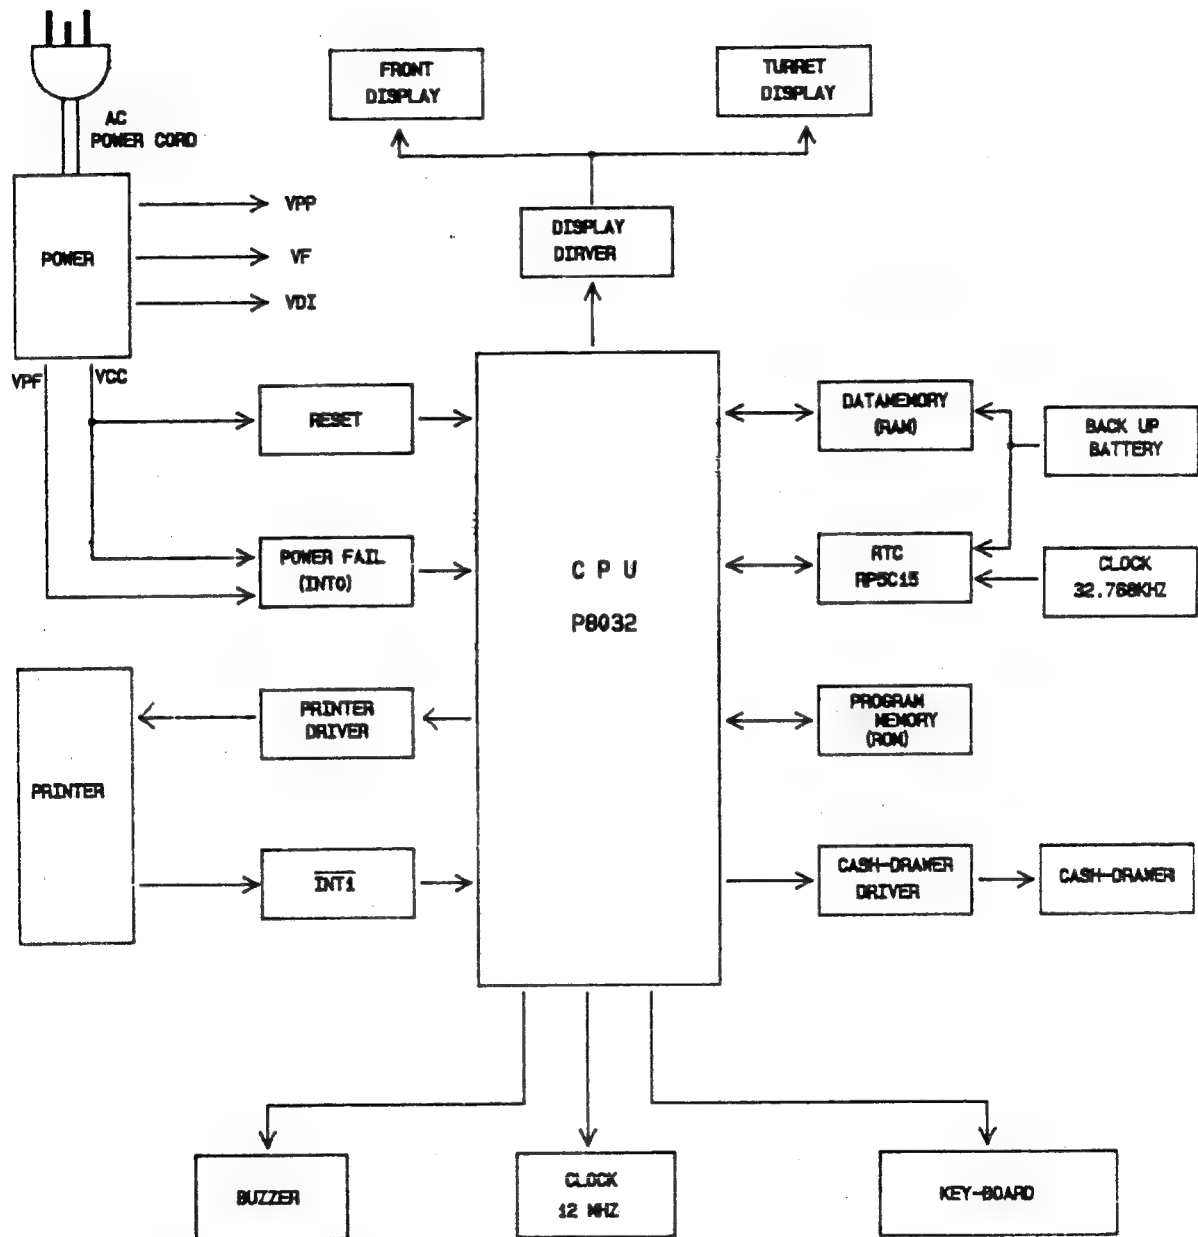 FRONT
DISPLAY
TURRET
DISPLAY
AC
POWER CORD
POWER
VPP
VF
VDI
DISPLAY
DIRVER
VPF
VCC
RESET
DATAMEMORY
(RAM)
BACK UP
BATTERY
POWER FAIL
(INT0)
C P U
P8032
RTC
RP5C15
CLOCK
32.768KHZ
PRINTER
PRINTER
DRIVER
PROGRAM
MEMORY
(ROM)
INT1
CASH-DRAWER
DRIVER
CASH-DRAWER
BUZZER
CLOCK
12 MHZ
KEY-BOARD